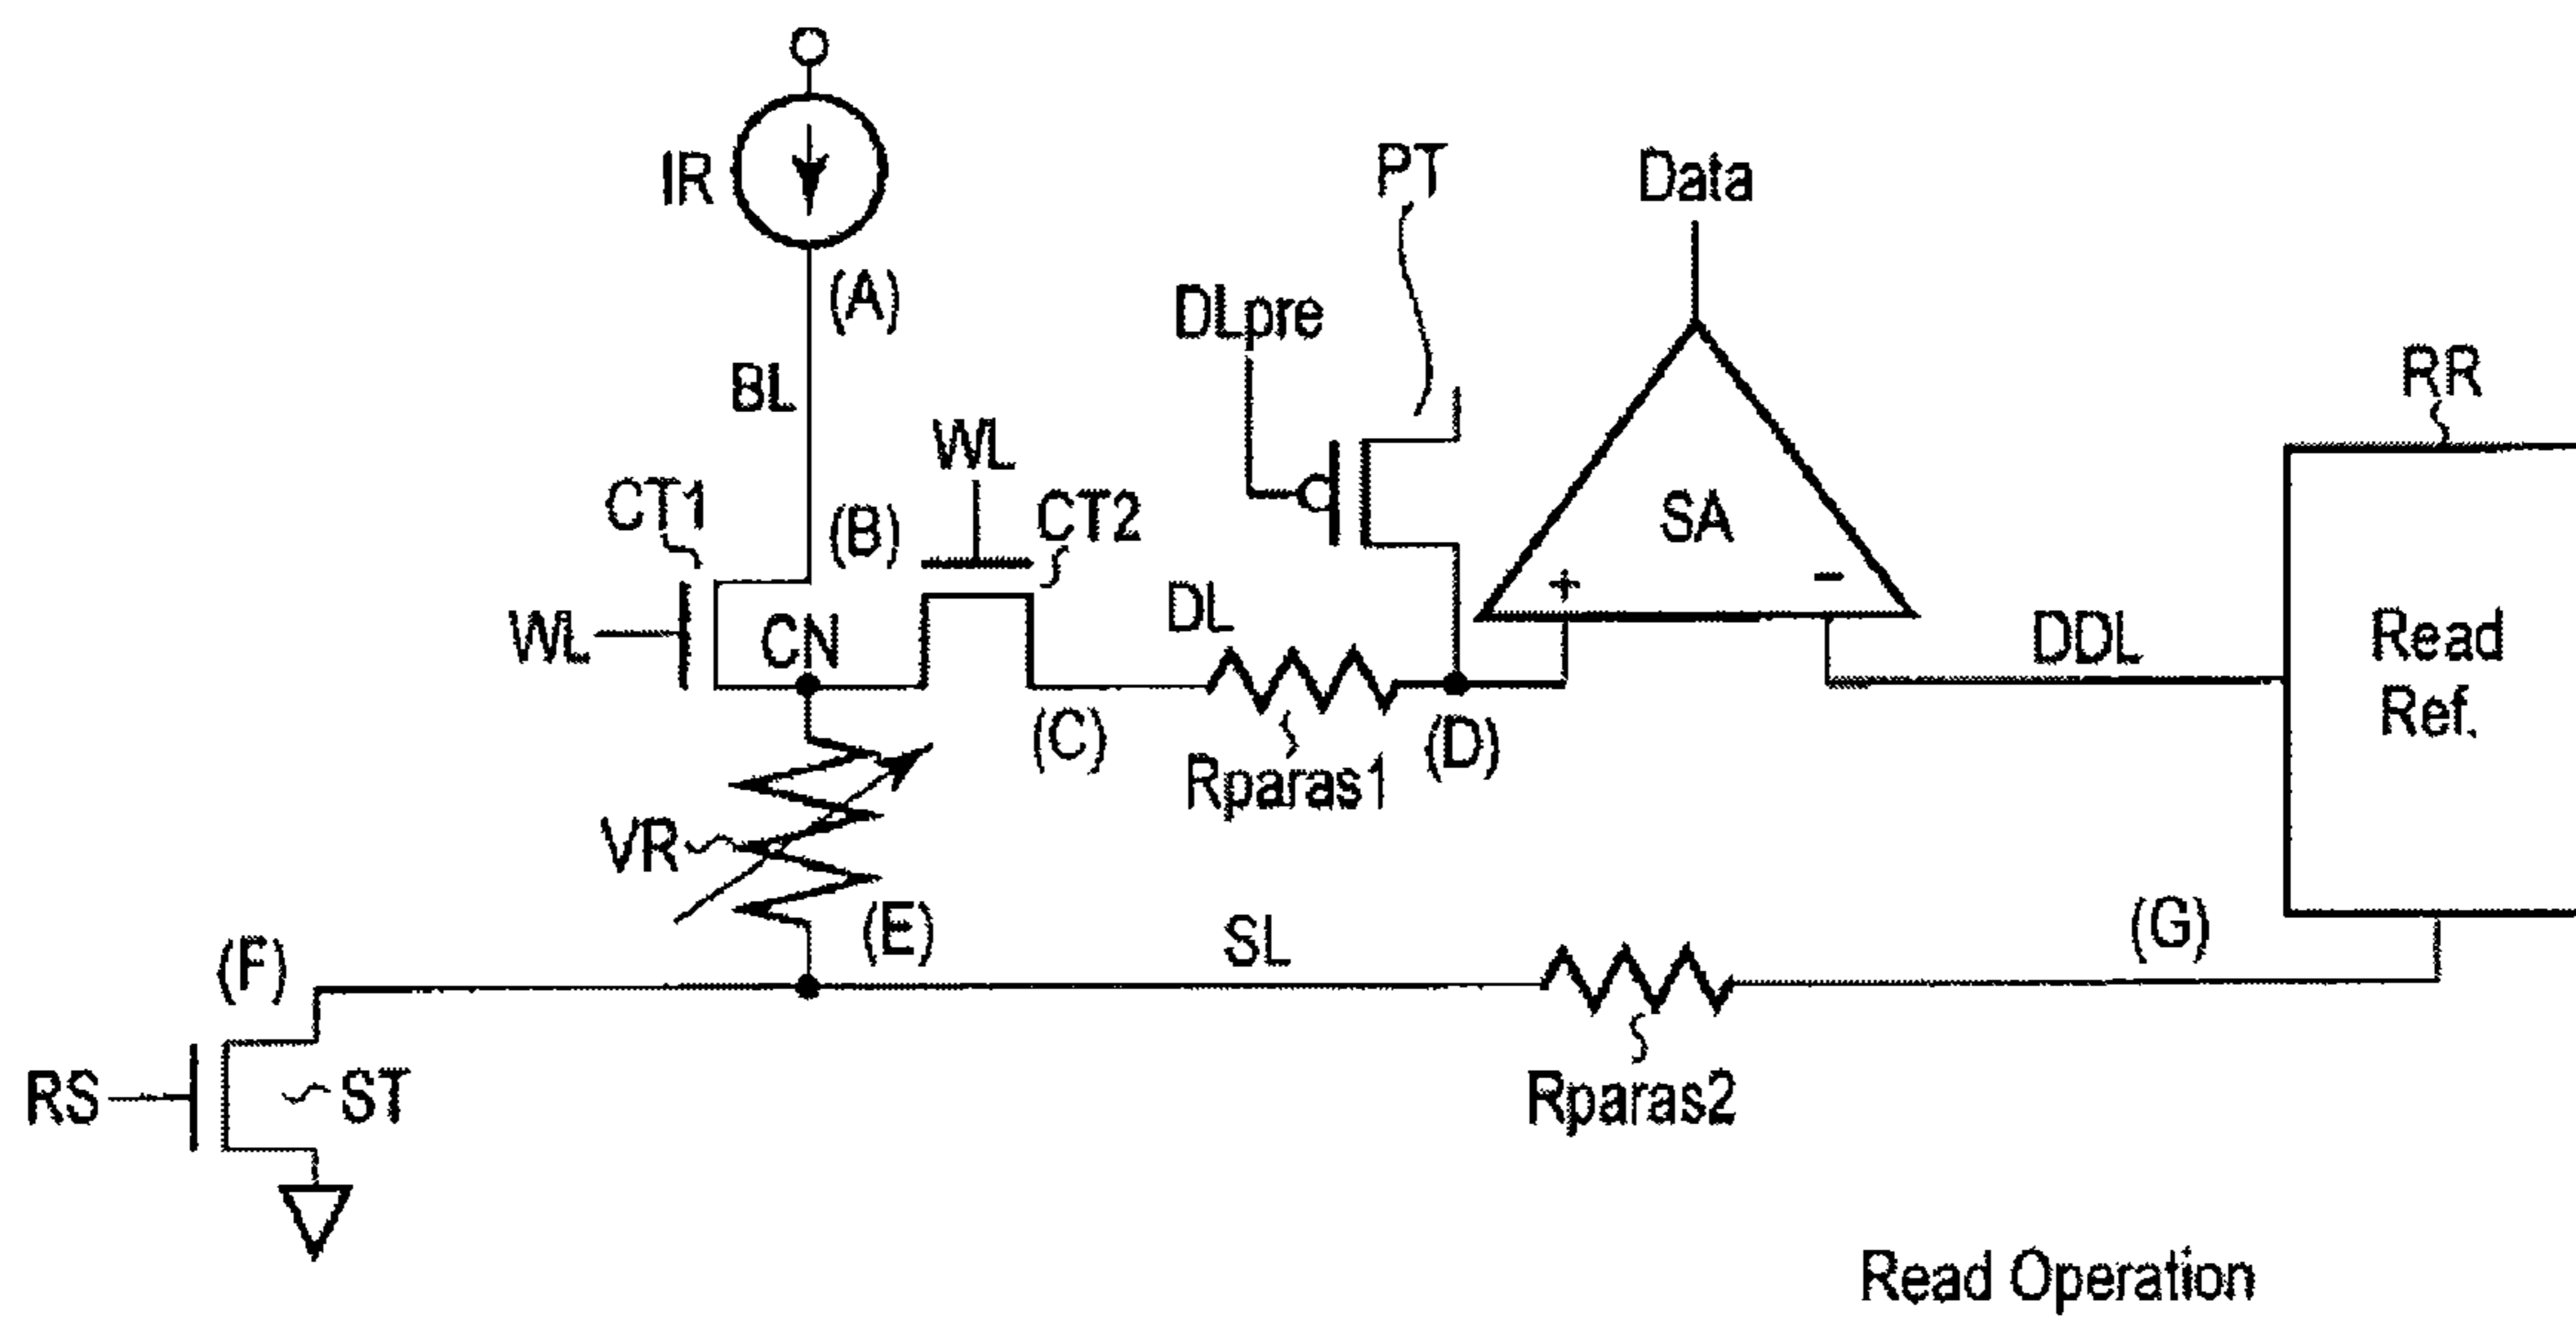 IR
(A)
BL
PT
Data
DLpre
RR
WL
CT1
(B)
CT2
SA
+
-
WL
CN
DL
DDL
Read
Ref.
(C)
Rparas1
(D)
VR
(E)
(F)
SL
(G)
RS
ST
Rparas2
Read Operation